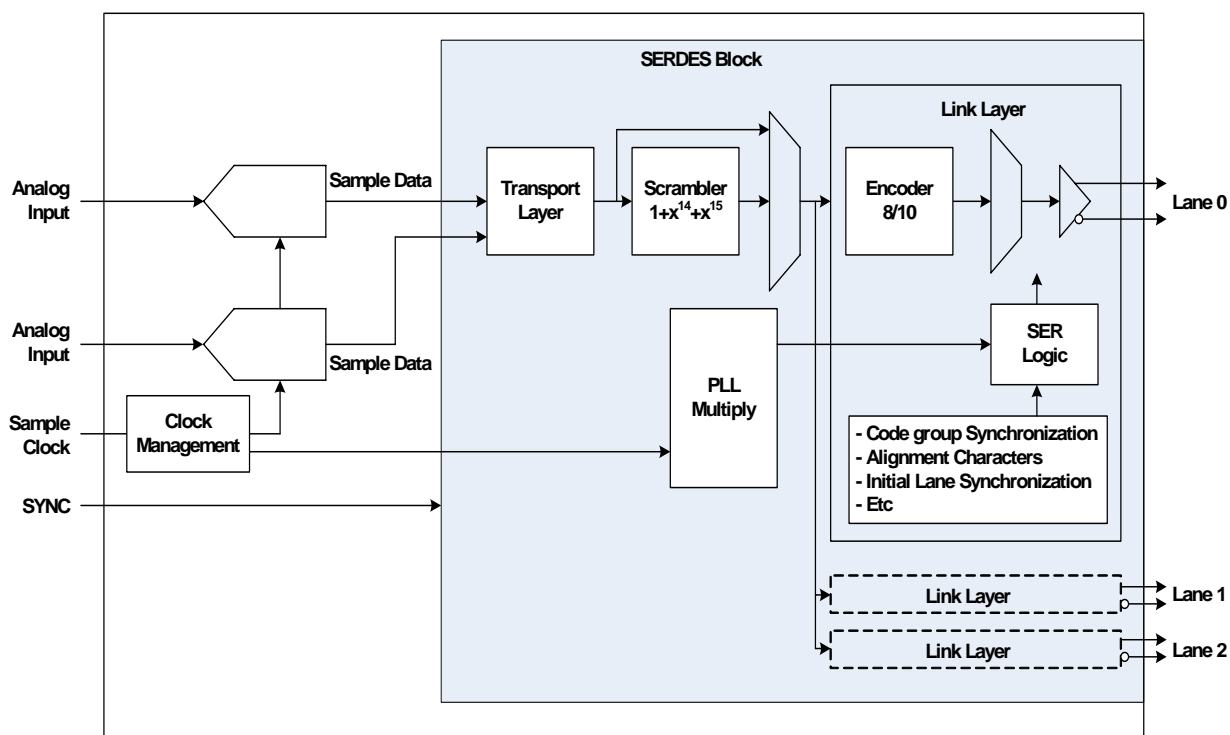 SERDES Block
Link Layer
Analog
Input
Sample Data
Transport
Layer
Scrambler
1+x^14+x^15
Encoder
8/10
Lane 0
Analog
Input
Sample Data
PLL
Multiply
SER
Logic
Sample
Clock
Clock
Management
- Code group Synchronization
- Alignment Characters
- Initial Lane Synchronization
- Etc
SYNC
Link Layer
Lane 1
Link Layer
Lane 2